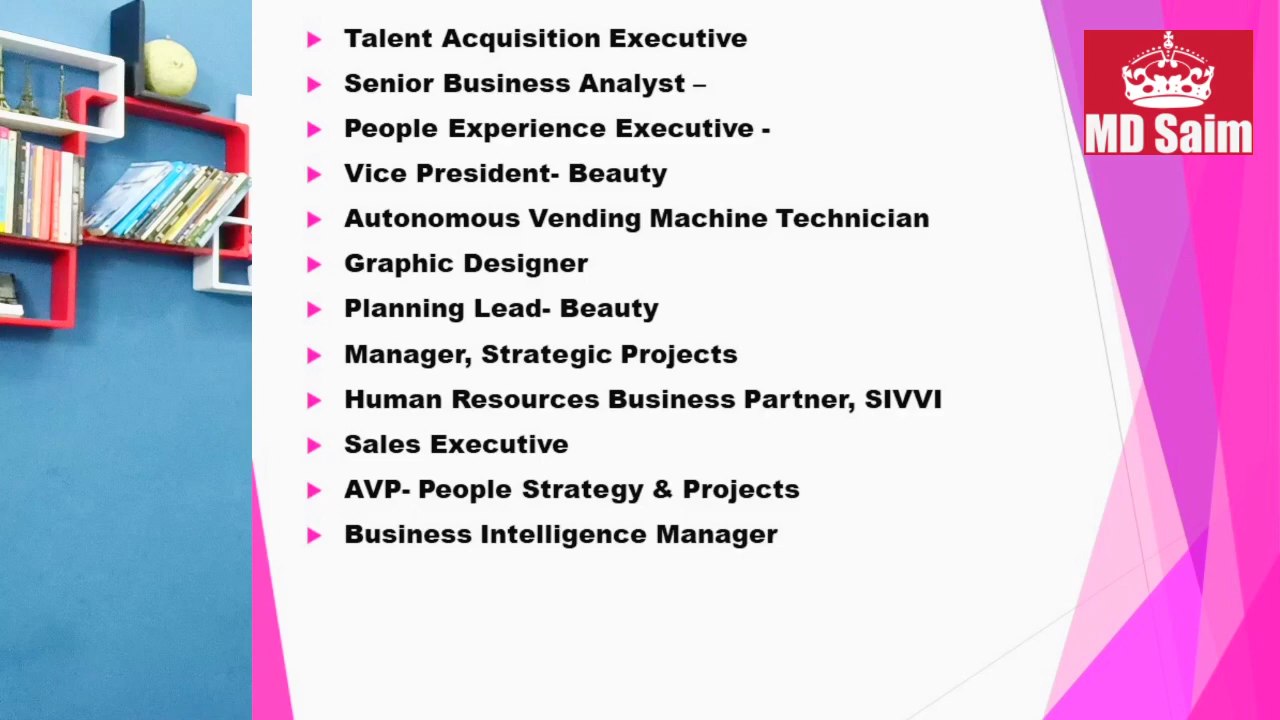 Talent Acquisition Executive
Senior Business Analyst –
People Experience Executive -
Vice President- Beauty
Autonomous Vending Machine Technician
Graphic Designer
Planning Lead- Beauty
Manager, Strategic Projects
Human Resources Business Partner, SIVVI
Sales Executive
AVP- People Strategy & Projects
Business Intelligence Manager
MD Saim